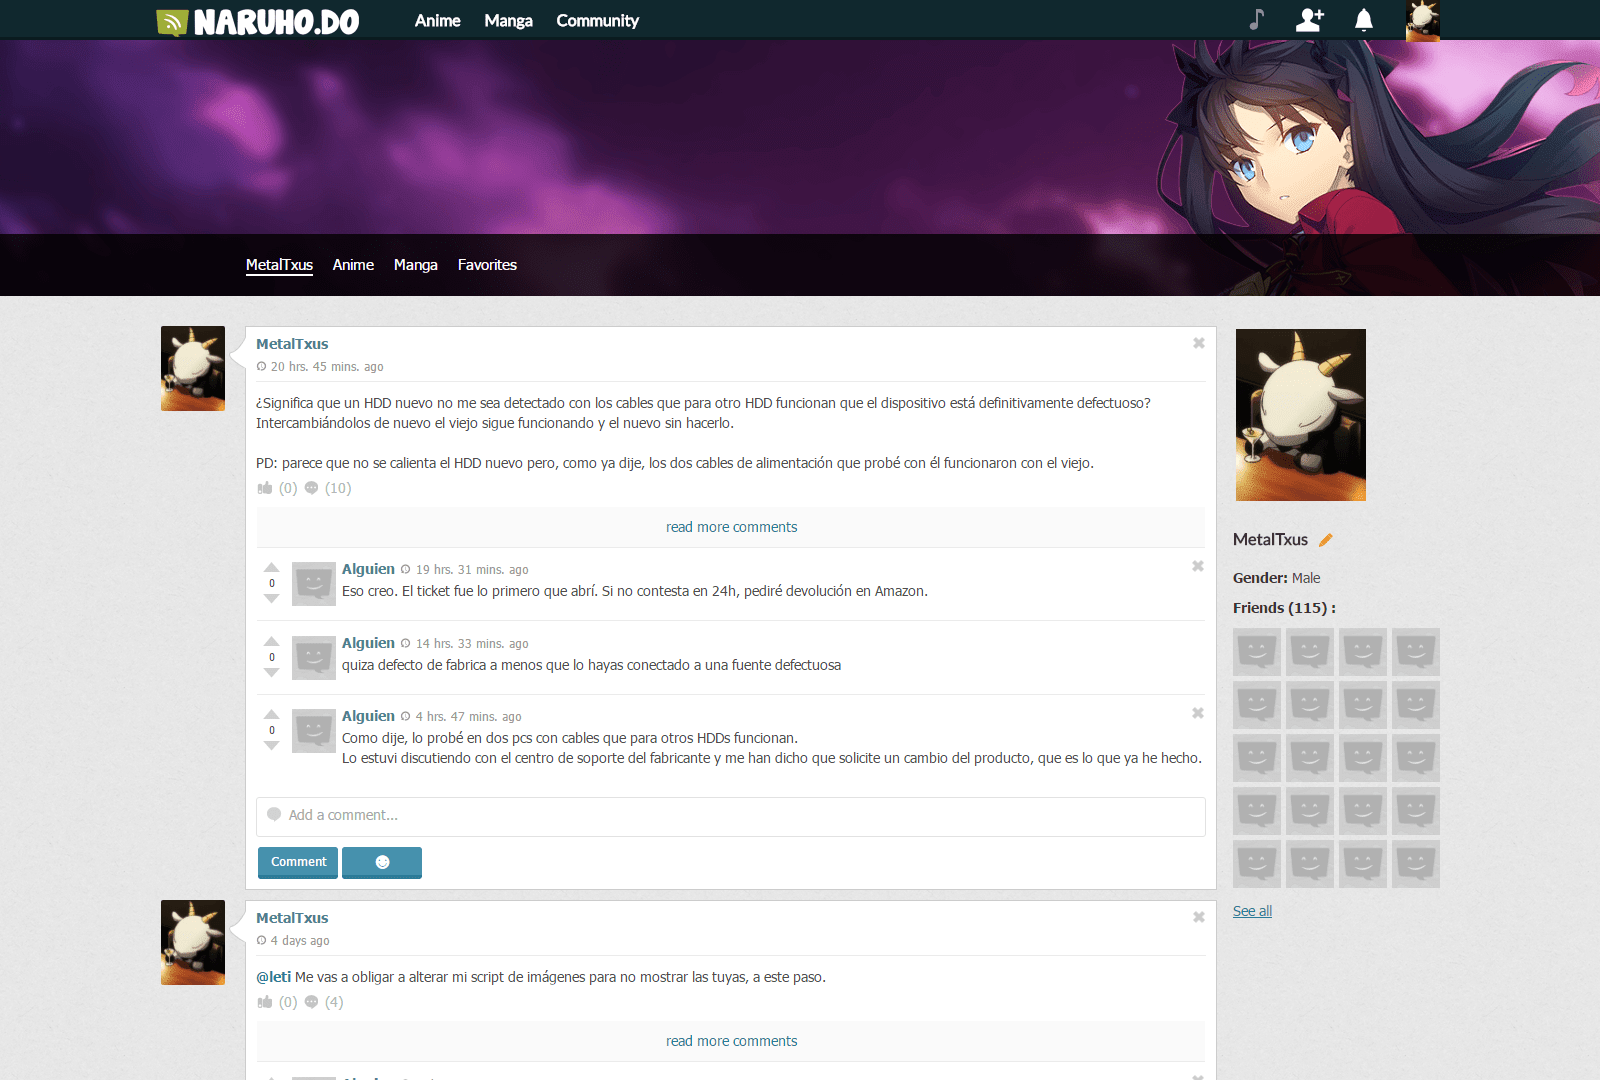 NARUHO.DO Anime Manga Community
MetalTxus Anime Manga Favorites
MetalTxus
20 hrs. 45 mins. ago
¿Significa que un HDD nuevo no me sea detectado con los cables que para otro HDD funcionan que el dispositivo está definitivamente defectuoso?
Intercambiándolos de nuevo el viejo sigue funcionando y el nuevo sin hacerlo.
PD: parece que no se calienta el HDD nuevo pero, como ya dije, los dos cables de alimentación que probé con él funcionaron con el viejo.
(0) (10)
read more comments
Alguien 19 hrs. 31 mins. ago
0
Eso creo. El ticket fue lo primero que abrí. Si no contesta en 24h, pediré devolución en Amazon.
Alguien 14 hrs. 33 mins. ago
0
quiza defecto de fabrica a menos que lo hayas conectado a una fuente defectuosa
Alguien 4 hrs. 47 mins. ago
0
Como dije, lo probé en dos pcs con cables que para otros HDDs funcionan.
Lo estuvi discutiendo con el centro de soporte del fabricante y me han dicho que solicite un cambio del producto, que es lo que ya he hecho.
Add a comment...
Comment
MetalTxus
4 days ago
@leti Me vas a obligar a alterar mi script de imágenes para no mostrar las tuyas, a este paso.
(0) (4)
read more comments
MetalTxus
Gender: Male
Friends (115) :
See all